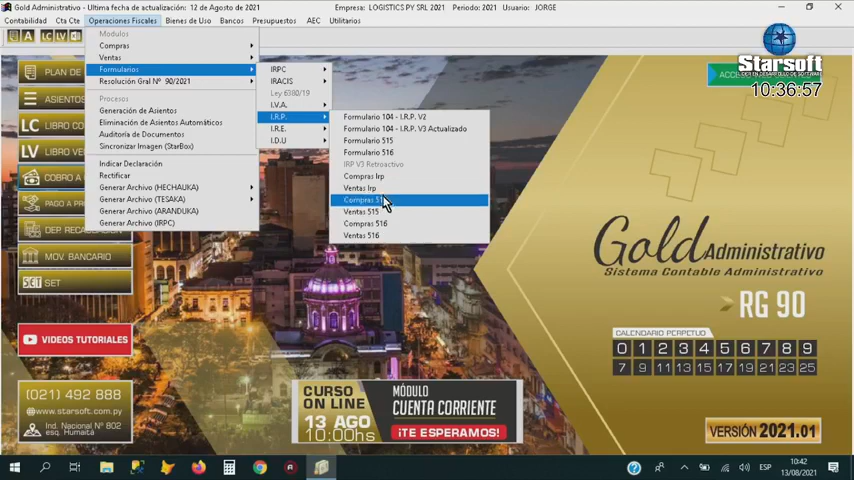 Gold Administrativo - Ultima fecha de actualización: 12 de Agosto de 2021
Empresa: LOGISTICS PY SRL 2021
Periodo: 2021
Usuario: JORGE
Contabilidad
Cta Cte
Operaciones Fiscales
Bienes de Uso
Bancos
Presupuestos
AEC
Utilitarios
LC
LV
Modulos
Compras
Ventas
Formularios
Resolución Gral Nº 90/2021
Procesos
Generación de Asientos
Eliminación de Asientos Automáticos
Auditoria de Documentos
Sincronizar Imagen (StarBox)
Indicar Declaración
Rectificar
Generar Archivo (HECHAUKA)
Generar Archivo (TESAKA)
Generar Archivo (ARANDUKA)
Generar Archivo (IRPC)
IRPC
IRACIS
Ley 6380/19
I.V.A.
I.R.P.
I.R.E.
I.D.U
Formulario 104 - I.R.P. V2
Formulario 104 - I.R.P. V3 Actualizado
Formulario 515
Formulario 516
IRP V3 Retroactivo
Compras Irp
Ventas Irp
Compras
Ventas 515
Compras 516
Ventas 516
PLAN DE
ASIENTOS
LC LIBRO CO
LV LIBRO VE
COBRO A
PAGO A PR
DEP. RECA
MOV. BANCARIO
SET SET
VIDEOS TUTORIALES
(021) 492 888
www.starsoft.com.py
Ind. Nacional Nº 802
esq. Humaitá
CURSO
ON LINE
13 AGO
10:00hs
MÓDULO
CUENTA CORRIENTE
¡TE ESPERAMOS!
Starsoft
LIDER EN DESARROLLO DE SOFTWARE
10:36:57
Gold Administrativo
Sistema Contable Administrativo
RG 90
CALENDARIO PERPETUO
0 1 2 3 4 5 6 7 8 9
7 9 11 13 15 17 19 21 23 25
VERSIÓN 2021.01
ESP
10:42
13/08/2021